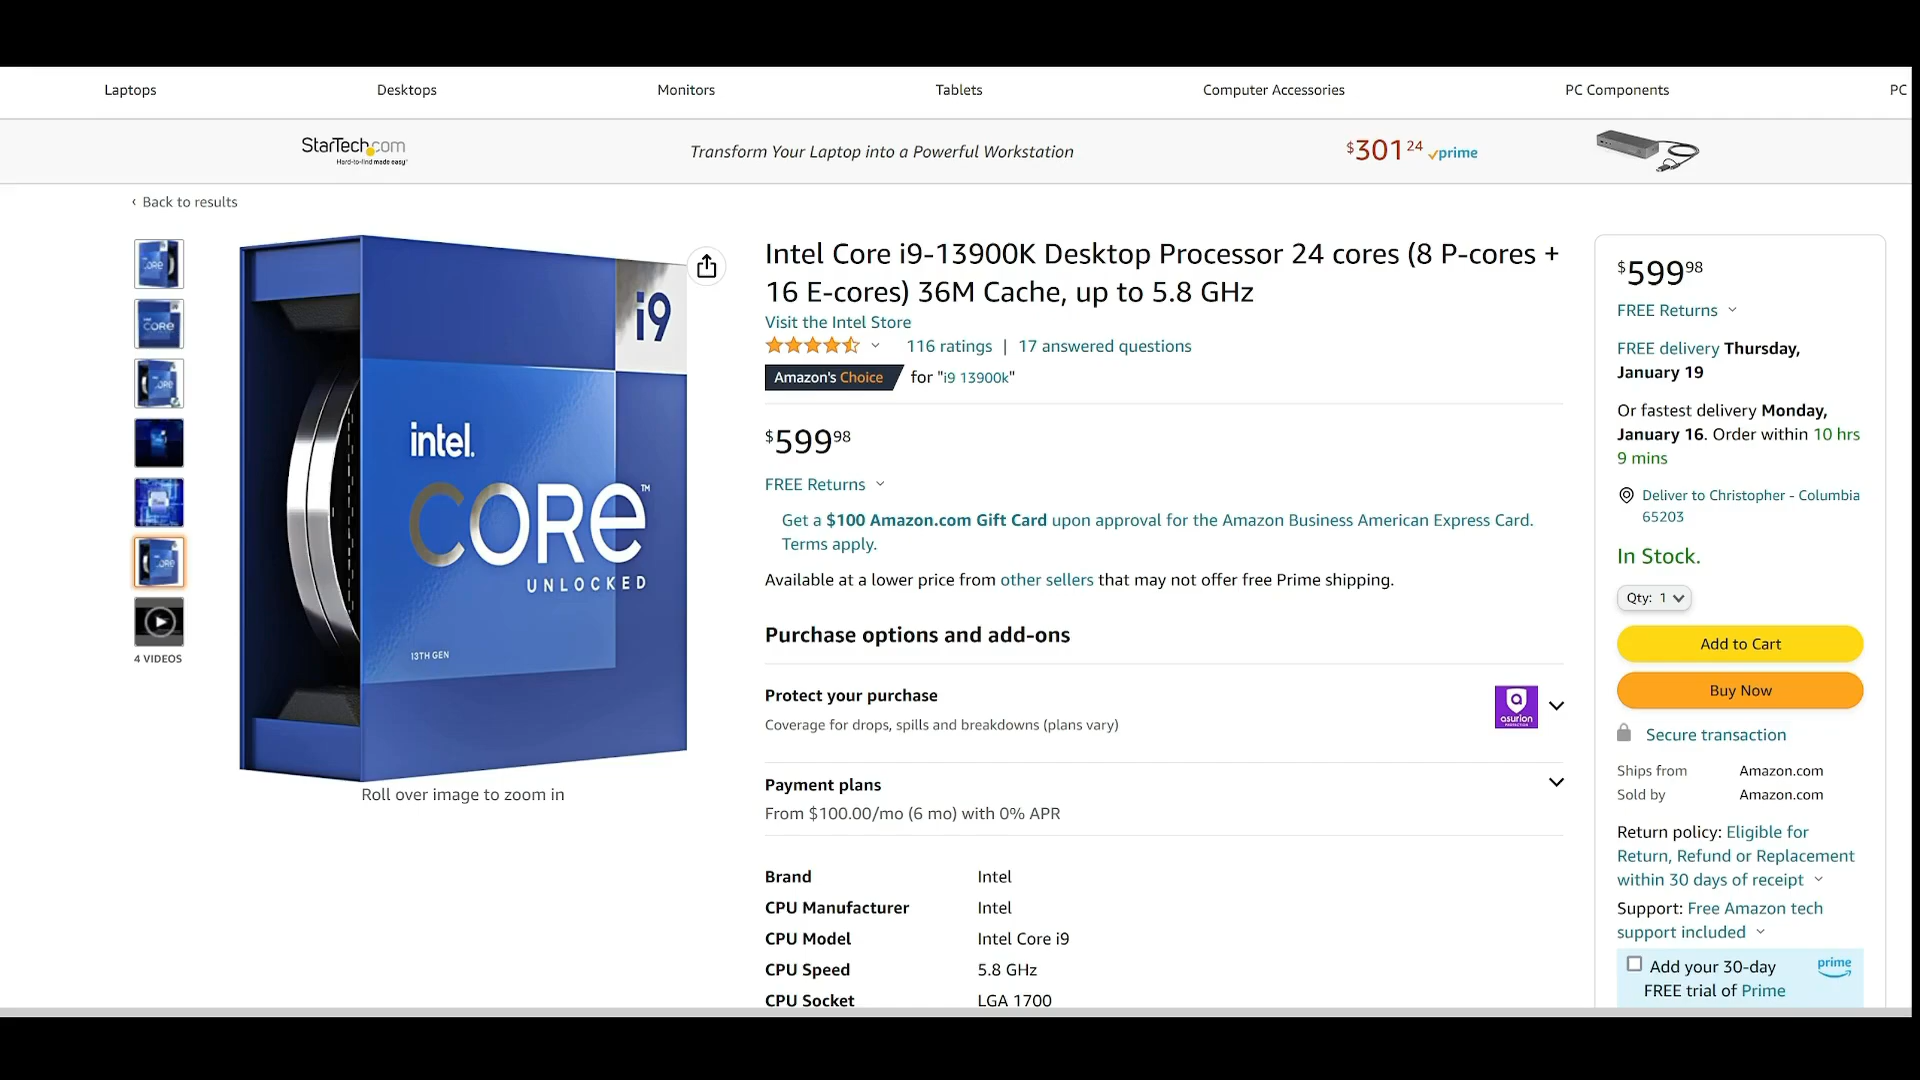 Laptops
Desktops
Monitors
Tablets
Computer Accessories
PC Components
PC
StarTech.com
Hard-to-find made easy®
Transform Your Laptop into a Powerful Workstation
$301 24 prime
‹ Back to results
4 VIDEOS
i9
intel.
CORE™
UNLOCKED
13TH GEN
Roll over image to zoom in
Intel Core i9-13900K Desktop Processor 24 cores (8 P-cores +
16 E-cores) 36M Cache, up to 5.8 GHz
Visit the Intel Store
116 ratings | 17 answered questions
Amazon's Choice for "i9 13900k"
$599 98
FREE Returns
Get a $100 Amazon.com Gift Card upon approval for the Amazon Business American Express Card.
Terms apply.
Available at a lower price from other sellers that may not offer free Prime shipping.
Purchase options and add-ons
Protect your purchase
Coverage for drops, spills and breakdowns (plans vary)
asurion
Payment plans
From $100.00/mo (6 mo) with 0% APR
Brand Intel
CPU Manufacturer Intel
CPU Model Intel Core i9
CPU Speed 5.8 GHz
CPU Socket LGA 1700
$599 98
FREE Returns
FREE delivery Thursday,
January 19
Or fastest delivery Monday,
January 16. Order within 10 hrs
9 mins
Deliver to Christopher - Columbia
65203
In Stock.
Qty: 1
Add to Cart
Buy Now
Secure transaction
Ships from Amazon.com
Sold by Amazon.com
Return policy: Eligible for
Return, Refund or Replacement
within 30 days of receipt
Support: Free Amazon tech
support included
Add your 30-day
FREE trial of Prime
prime